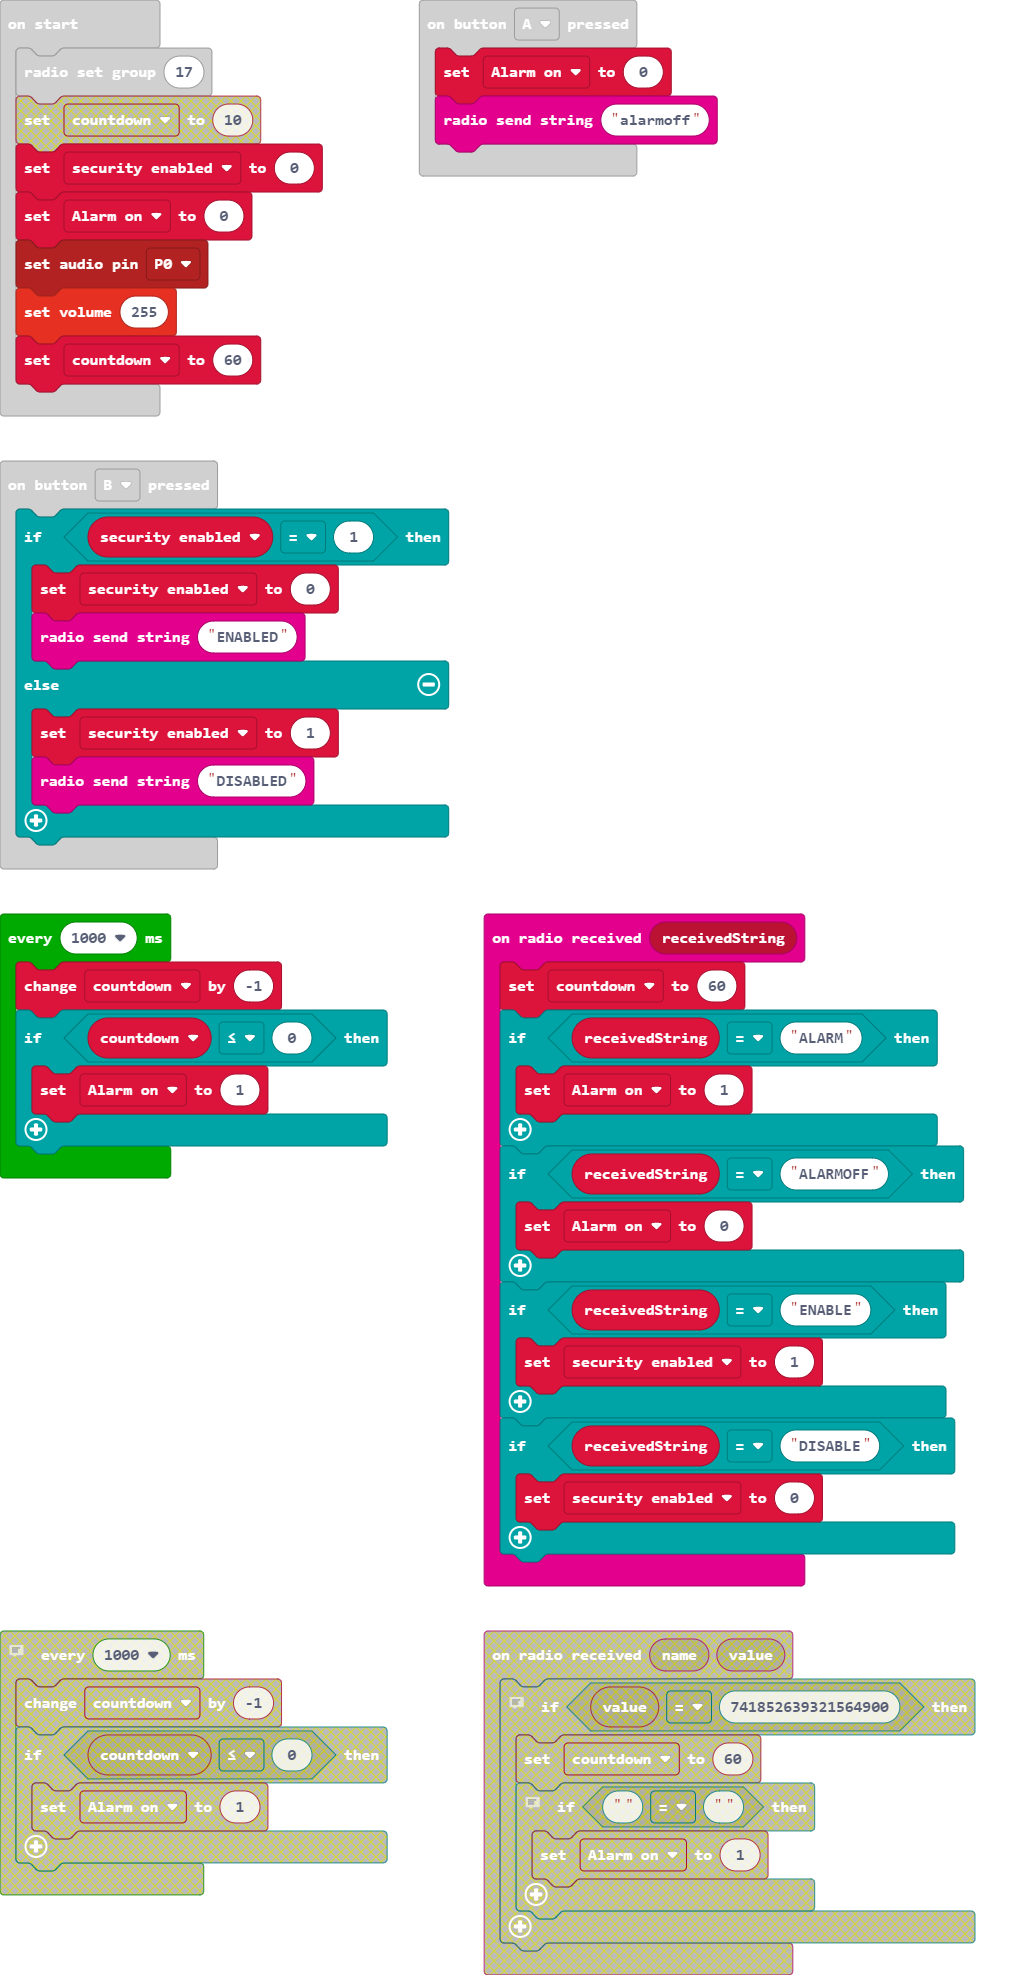 on start
radio set group 17
set countdown to 10
set security enabled to 0
set Alarm on to 0
set audio pin P0
set volume 255
set countdown to 60
on button A pressed
set Alarm on to 0
radio send string "alarmoff"
on button B pressed
if security enabled = 1 then
set security enabled to 0
radio send string "ENABLED"
else
set security enabled to 1
radio send string "DISABLED"
every 1000 ms
change countdown by -1
if countdown ≤ 0 then
set Alarm on to 1
on radio received receivedString
set countdown to 60
if receivedString = "ALARM" then
set Alarm on to 1
if receivedString = "ALARMOFF" then
set Alarm on to 0
if receivedString = "ENABLE" then
set security enabled to 1
if receivedString = "DISABLE" then
set security enabled to 0
every 1000 ms
change countdown by -1
if countdown ≤ 0 then
set Alarm on to 1
on radio received name value
if value = 741852639321564900 then
set countdown to 60
if "" = "" then
set Alarm on to 1